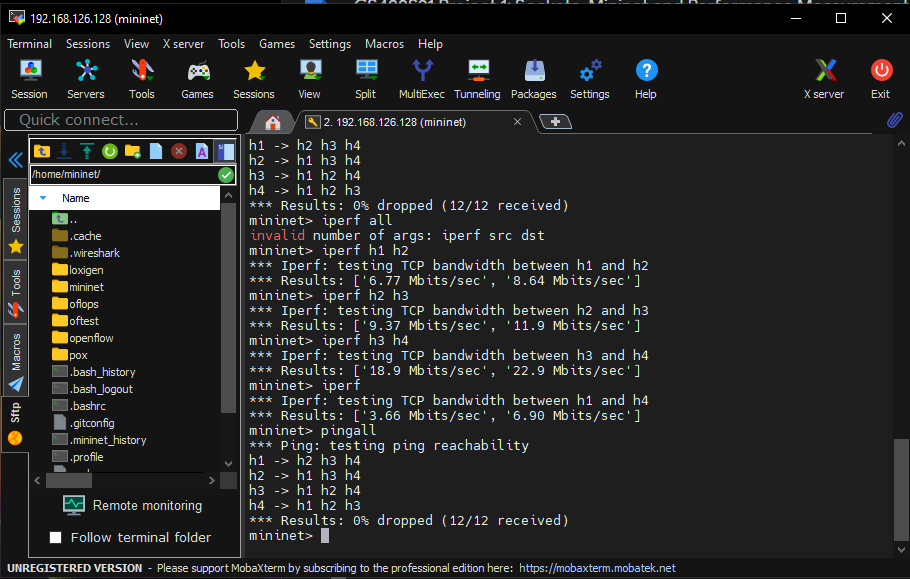 192.168.126.128 (mininet)
Terminal Sessions View X server Tools Games Settings Macros Help
Session Servers Tools Games Sessions View Split MultiExec Tunneling Packages Settings Help X server Exit
Quick connect...
2. 192.168.126.128 (mininet)
/home/mininet/
Name
..
.cache
.wireshark
loxigen
mininet
oflops
oftest
openflow
pox
.bash_history
.bash_logout
.bashrc
.gitconfig
.mininet_history
.profile
Sessions
Tools
Macros
Sftp
Remote monitoring
Follow terminal folder
h1 -> h2 h3 h4
h2 -> h1 h3 h4
h3 -> h1 h2 h4
h4 -> h1 h2 h3
*** Results: 0% dropped (12/12 received)
mininet> iperf all
invalid number of args: iperf src dst
mininet> iperf h1 h2
*** Iperf: testing TCP bandwidth between h1 and h2
*** Results: ['6.77 Mbits/sec', '8.64 Mbits/sec']
mininet> iperf h2 h3
*** Iperf: testing TCP bandwidth between h2 and h3
*** Results: ['9.37 Mbits/sec', '11.9 Mbits/sec']
mininet> iperf h3 h4
*** Iperf: testing TCP bandwidth between h3 and h4
*** Results: ['18.9 Mbits/sec', '22.9 Mbits/sec']
mininet> iperf
*** Iperf: testing TCP bandwidth between h1 and h4
*** Results: ['3.66 Mbits/sec', '6.90 Mbits/sec']
mininet> pingall
*** Ping: testing ping reachability
h1 -> h2 h3 h4
h2 -> h1 h3 h4
h3 -> h1 h2 h4
h4 -> h1 h2 h3
*** Results: 0% dropped (12/12 received)
mininet>
UNREGISTERED VERSION - Please support MobaXterm by subscribing to the professional edition here: https://mobaxterm.mobatek.net